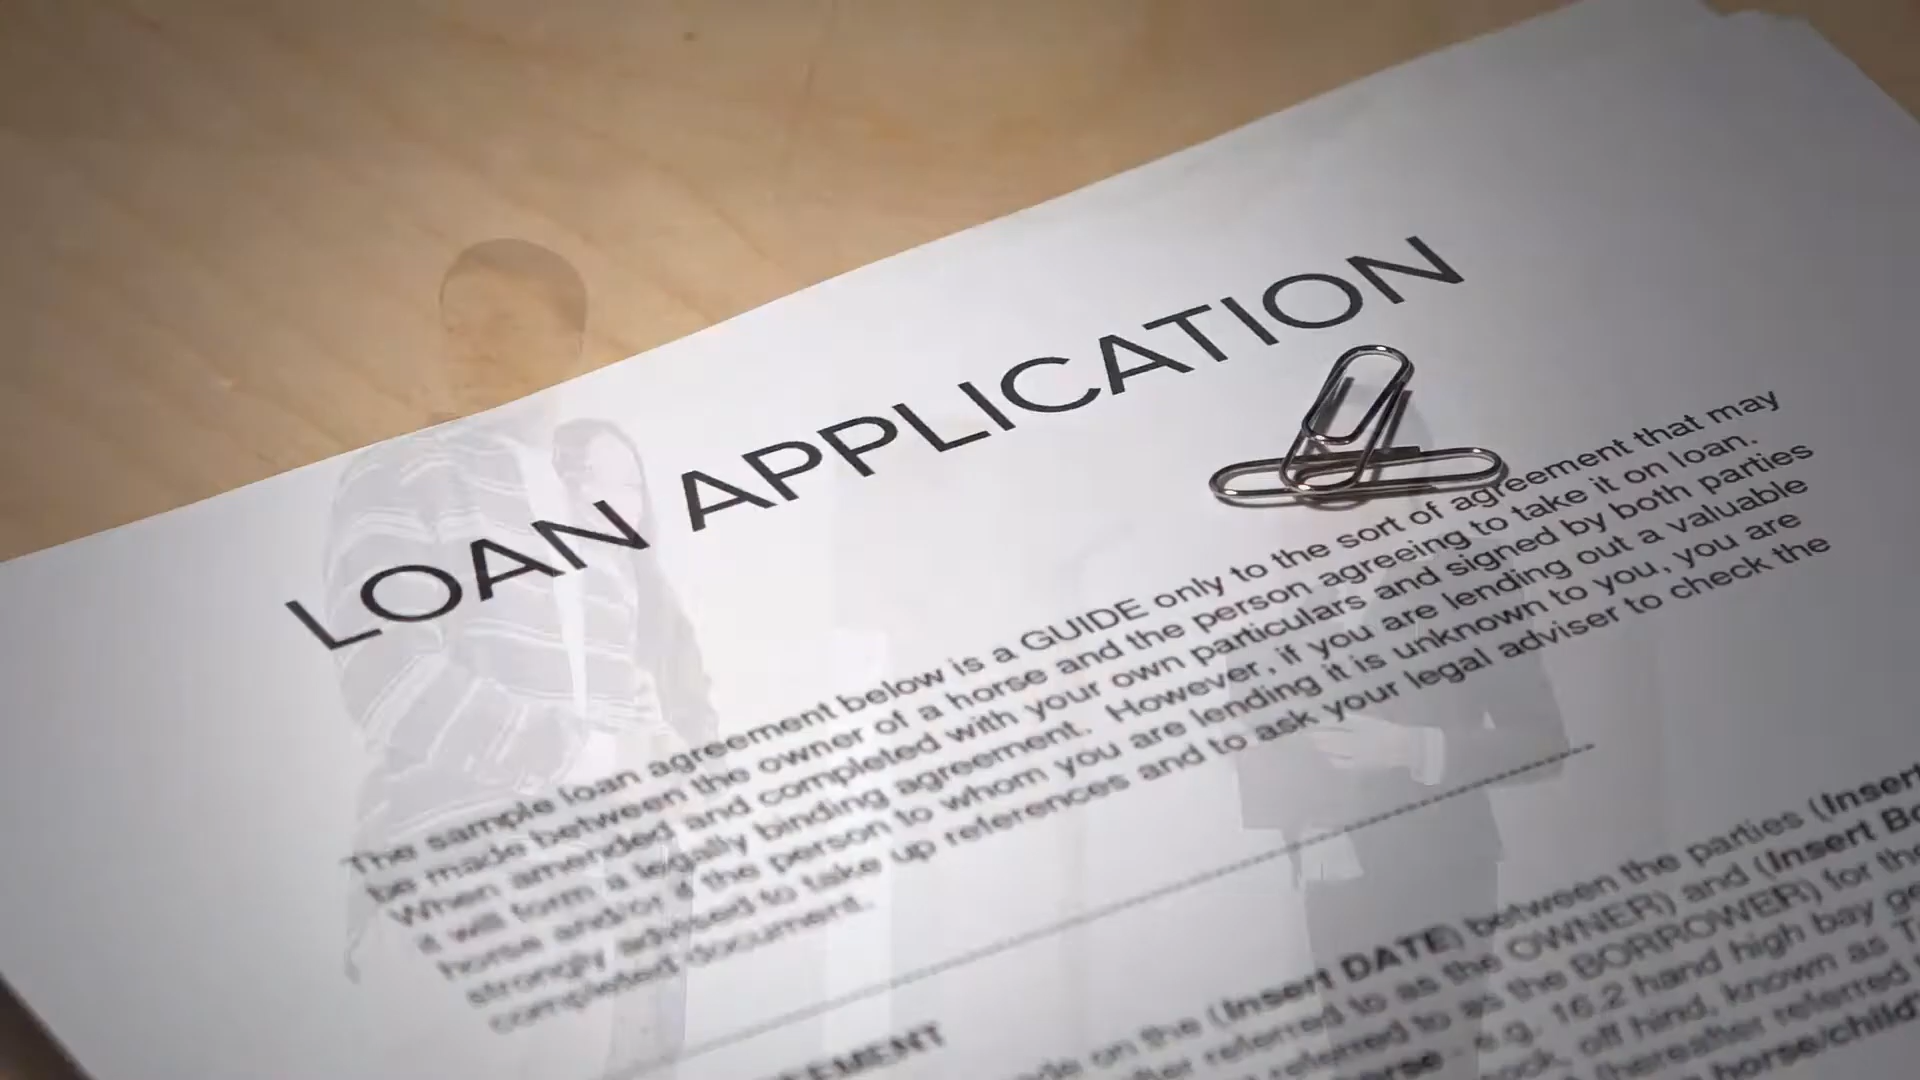 LOAN APPLICATION
The sample loan agreement below is a GUIDE only to the sort of agreement that may
be made between the owner of a horse and the person agreeing to take it on loan.
When amended and completed with your own particulars and signed by both parties
it will form a legally binding agreement. However, if you are lending out a valuable
horse and/or if the person to whom you are lending it is unknown to you, you are
strongly advised to take up references and to ask your legal adviser to check the
completed document.
on the (Insert DATE) between the parties (Insert
referred to as the OWNER) and (Insert
referred to as the BORROWER) for the
- e.g. 16.2 hand high bay
off hind, known as
(hereafter referred
horse/child's